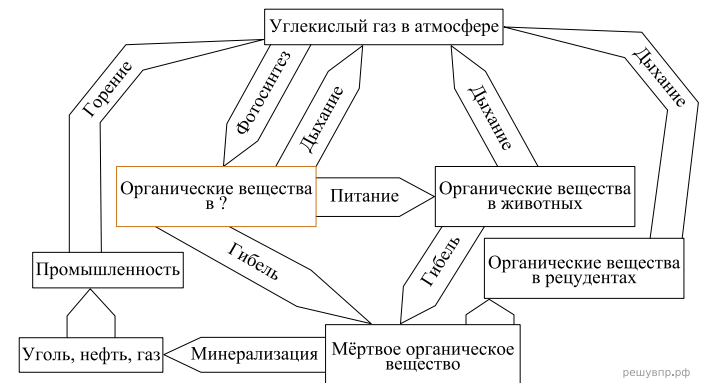 Углекислый газ в атмосфере
Горение
Фотосинтез
Дыхание
Дыхание
Дыхание
Органические вещества
в ?
Питание
Органические вещества
в животных
Гибель
Гибель
Промышленность
Органические вещества
в рецудентах
Уголь, нефть, газ
Минерализация
Мёртвое органическое
вещество
решувпр.рф